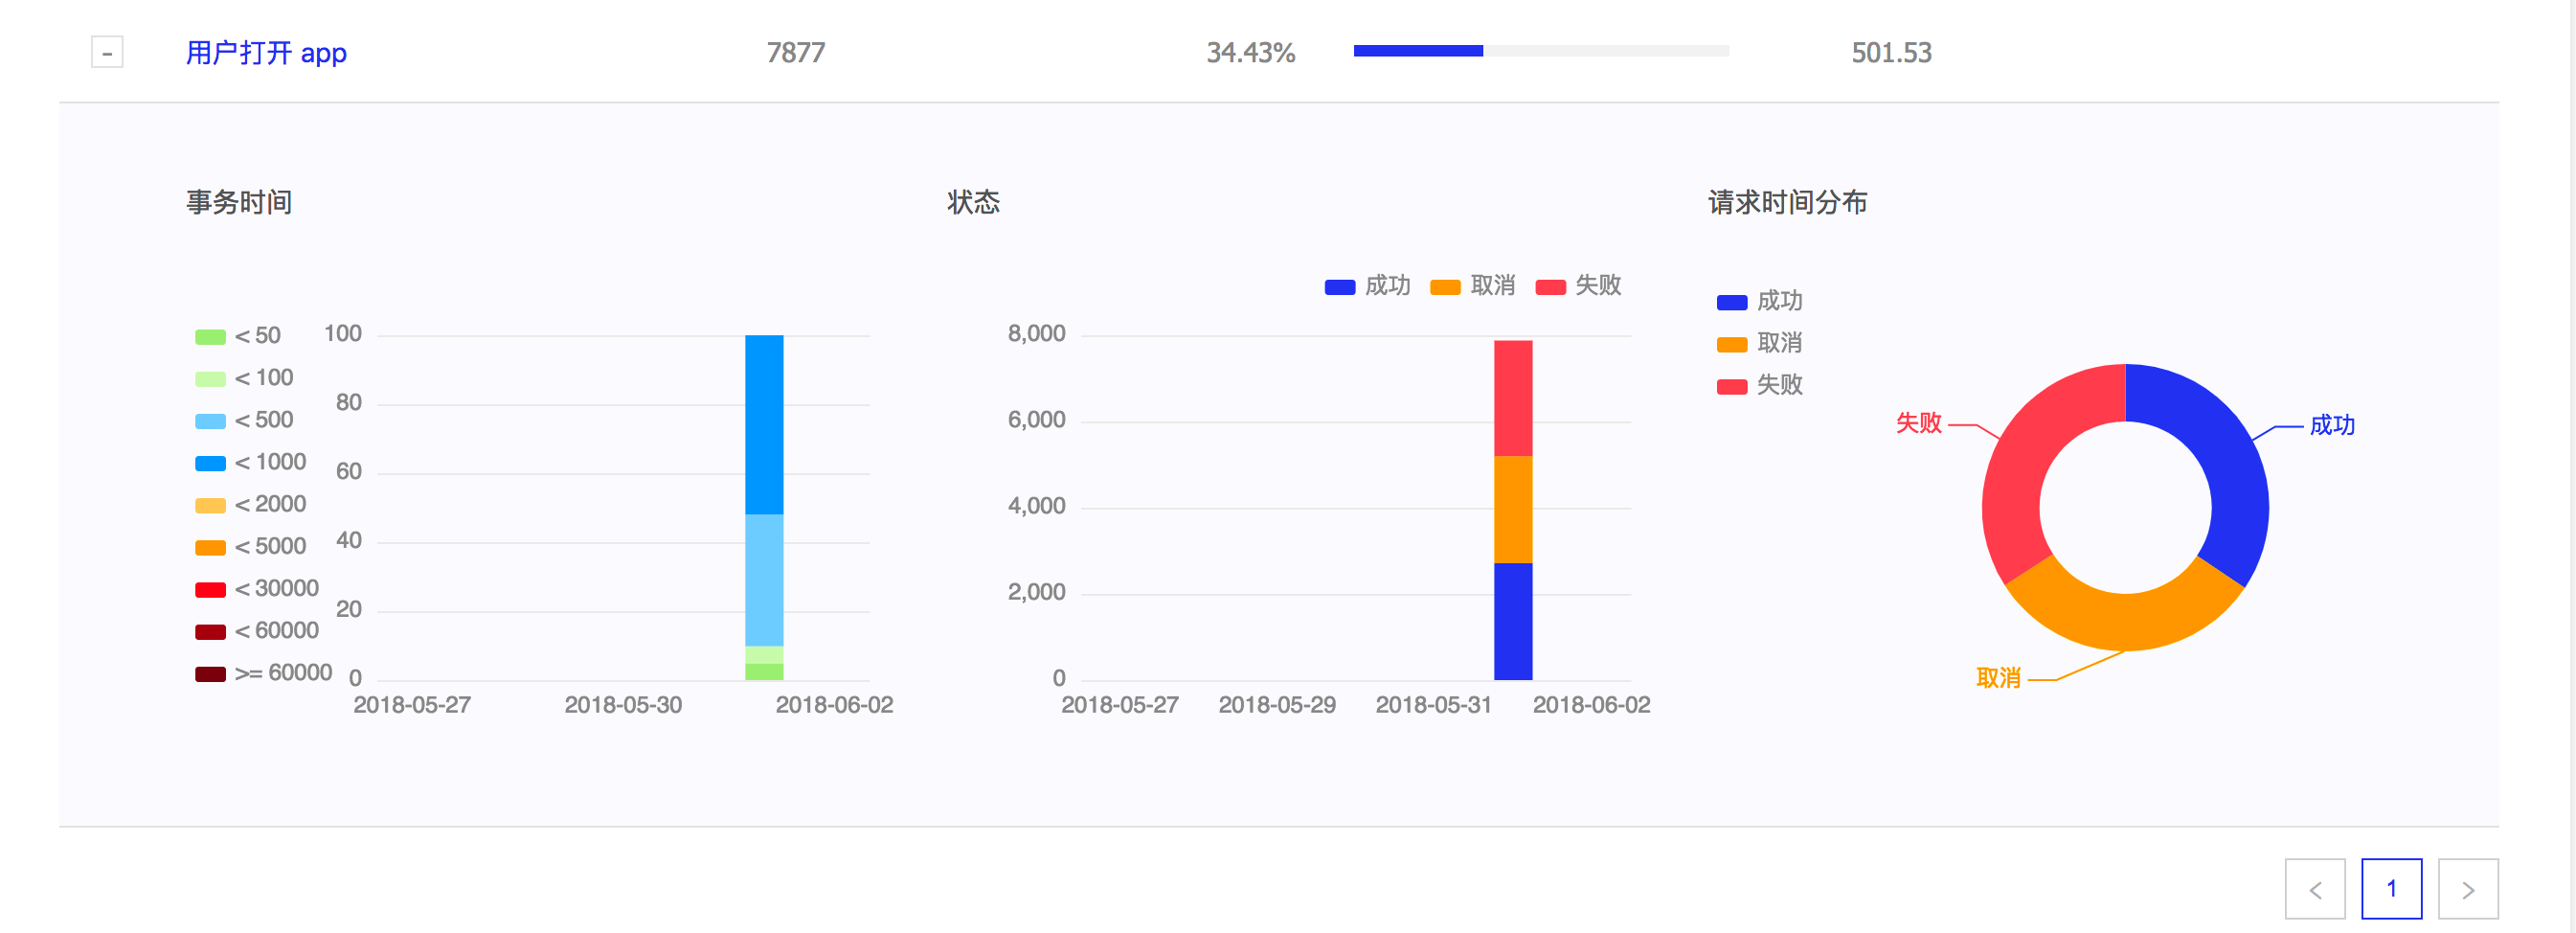 - 用户打开 app 7877 34.43% 501.53
事务时间
< 50
< 100
< 500
< 1000
< 2000
< 5000
< 30000
< 60000
>= 60000
100
80
60
40
20
0
2018-05-27 2018-05-30 2018-06-02
状态
成功 取消 失败
8,000
6,000
4,000
2,000
0
2018-05-27 2018-05-29 2018-05-31 2018-06-02
请求时间分布
成功
取消
失败
失败
成功
取消
< 1 >